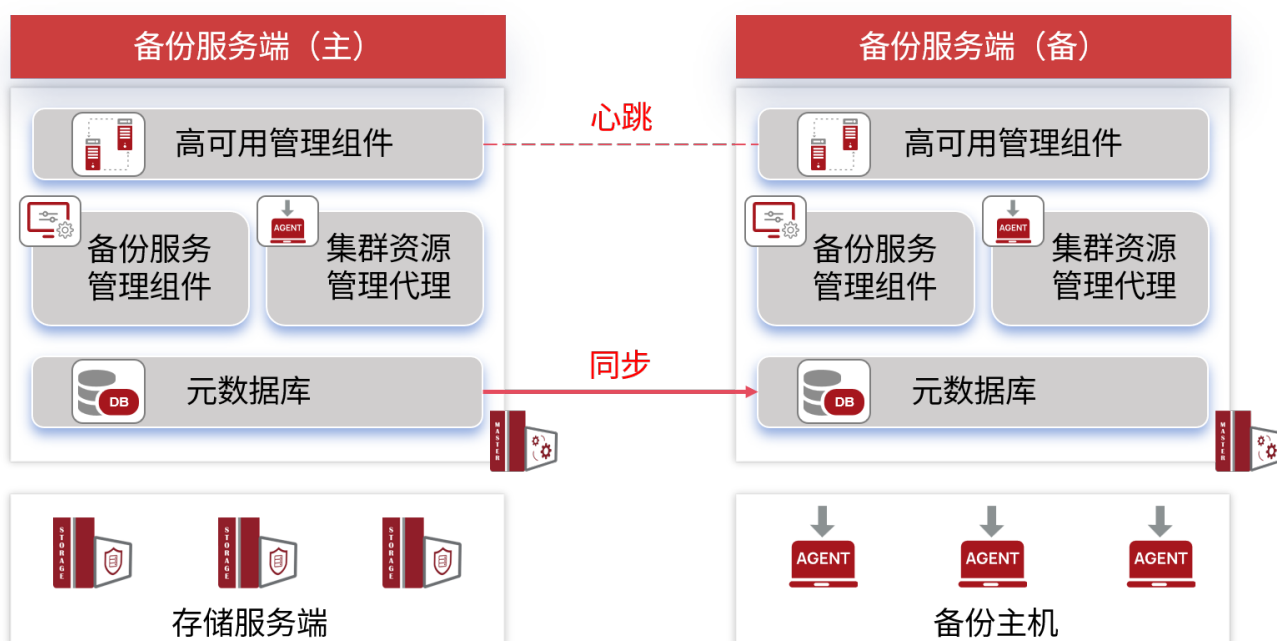 备份服务端（主）
备份服务端（备）
心跳
高可用管理组件
高可用管理组件
AGENT
备份服务
管理组件
集群资源
管理代理
AGENT
备份服务
管理组件
集群资源
管理代理
同步
DB
元数据库
DB
元数据库
MASTER
MASTER
STORAGE
STORAGE
STORAGE
存储服务端
AGENT
AGENT
AGENT
备份主机